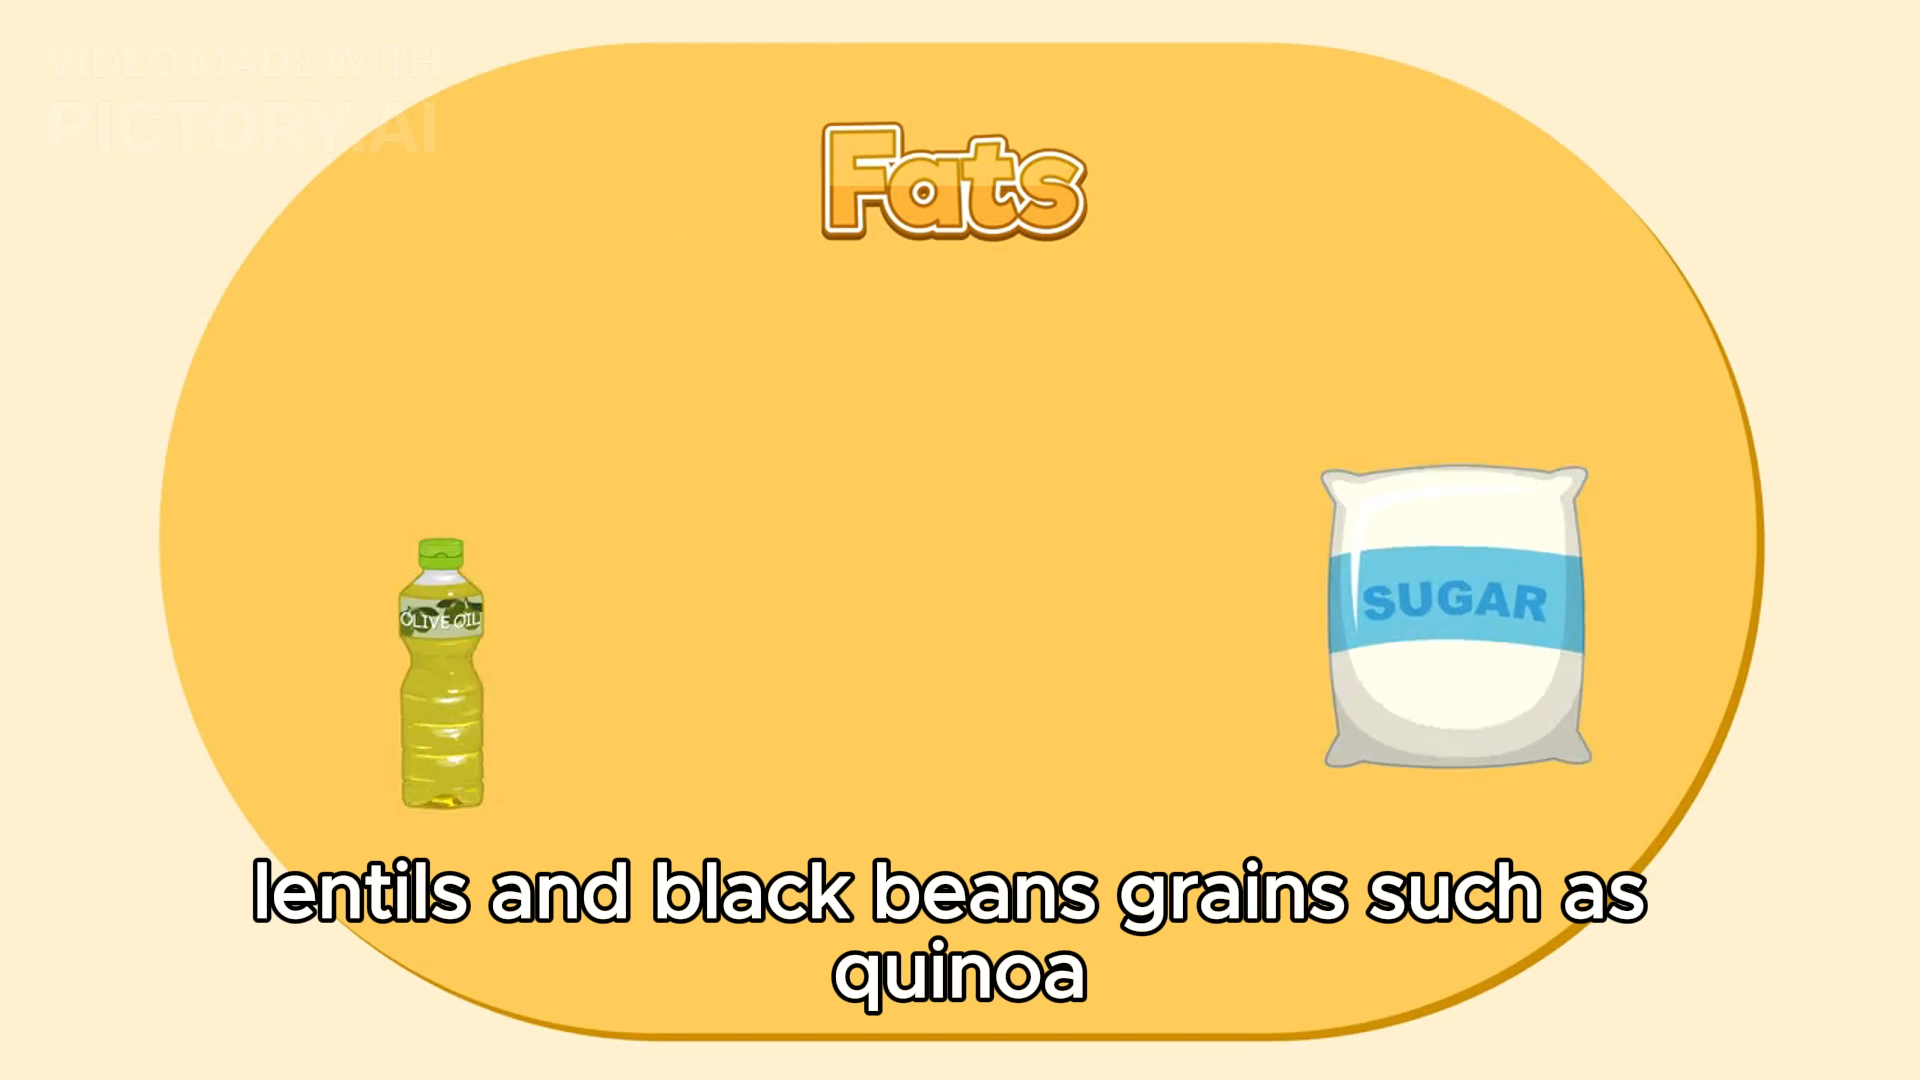 VIDEO MADE WITH
PICTORY.AI
Fats
OLIVE OIL
SUGAR
lentils and black beans grains such as
quinoa